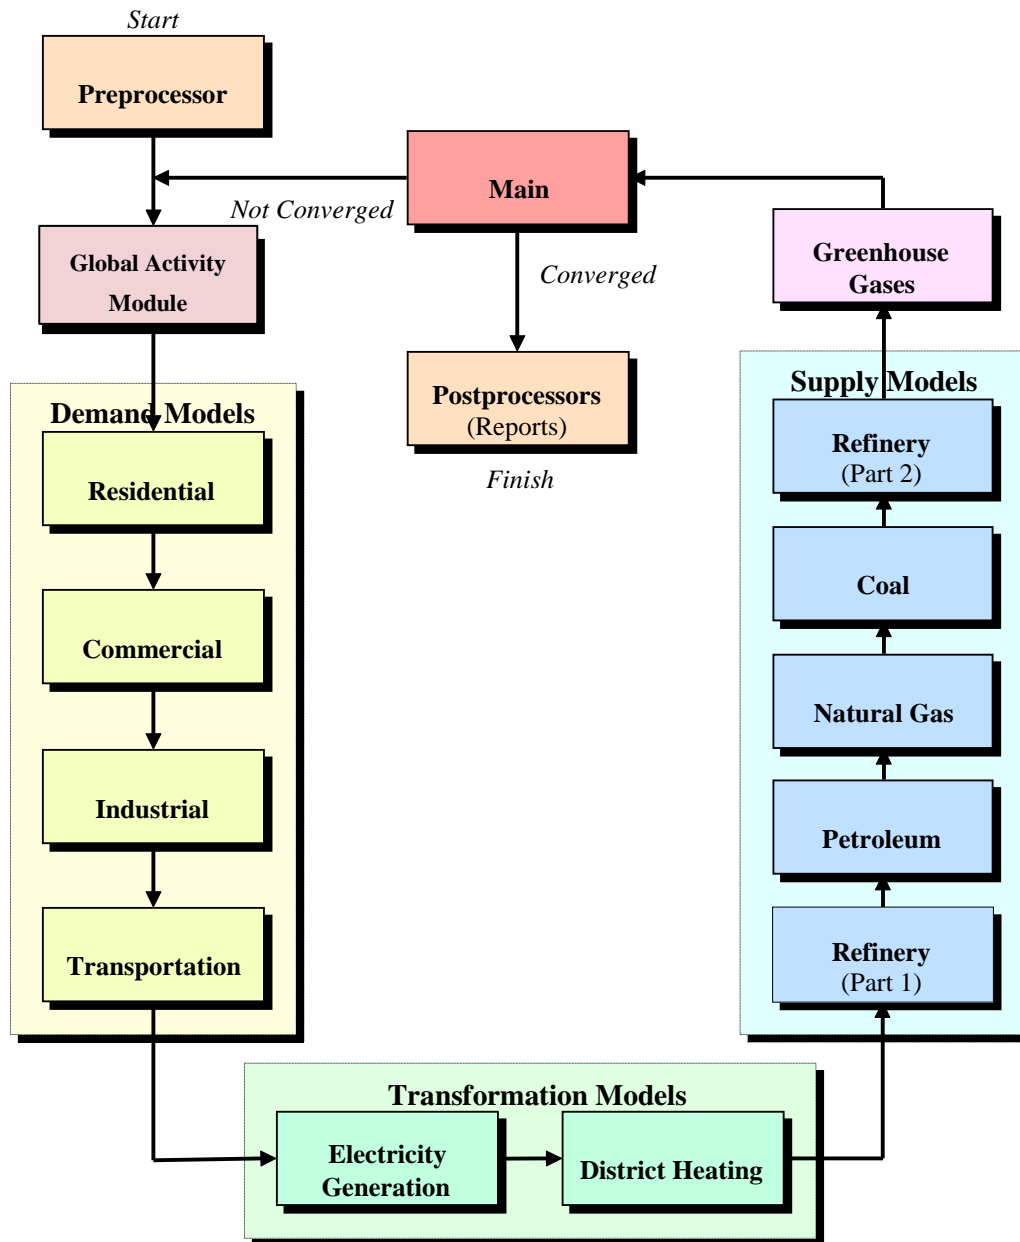 Start
Preprocessor
Main
Not Converged
Global Activity
Module
Converged
Greenhouse
Gases
Postprocessors
(Reports)
Finish
Demand Models
Residential
Commercial
Industrial
Transportation
Supply Models
Refinery
(Part 2)
Coal
Natural Gas
Petroleum
Refinery
(Part 1)
Transformation Models
Electricity
Generation
District Heating